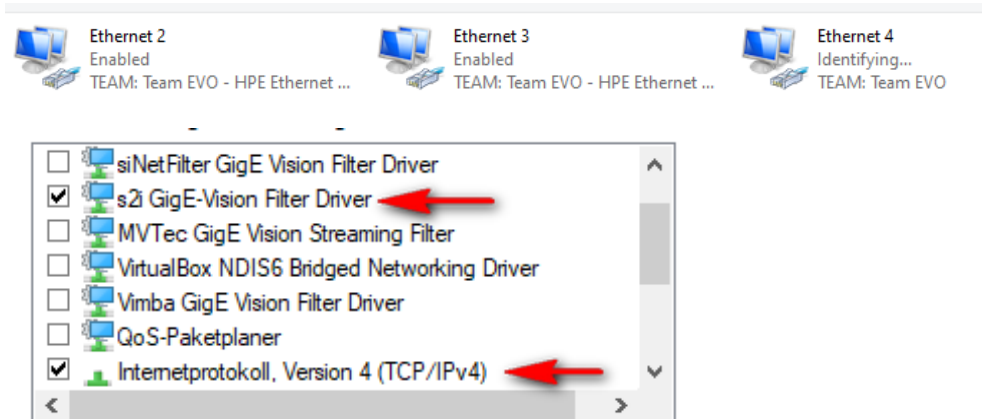 Ethernet 2
Enabled
TEAM: Team EVO - HPE Ethernet ...
Ethernet 3
Enabled
TEAM: Team EVO - HPE Ethernet ...
Ethernet 4
Identifying...
TEAM: Team EVO
siNetFilter GigE Vision Filter Driver
s2i GigE-Vision Filter Driver
MVTec GigE Vision Streaming Filter
VirtualBox NDIS6 Bridged Networking Driver
Vimba GigE Vision Filter Driver
QoS-Paketplaner
Internetprotokoll, Version 4 (TCP/IPv4)